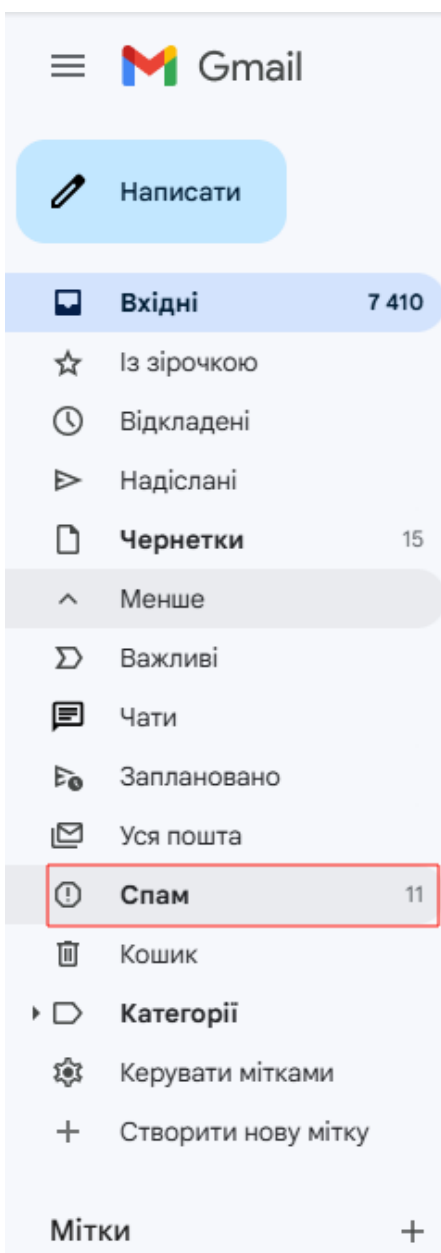 Gmail
Написати
Вхідні 7 410
Із зірочкою
Відкладені
Надіслані
Чернетки 15
Менше
Важливі
Чати
Заплановано
Уся пошта
Спам 11
Кошик
Категорії
Керувати мітками
Створити нову мітку
Мітки